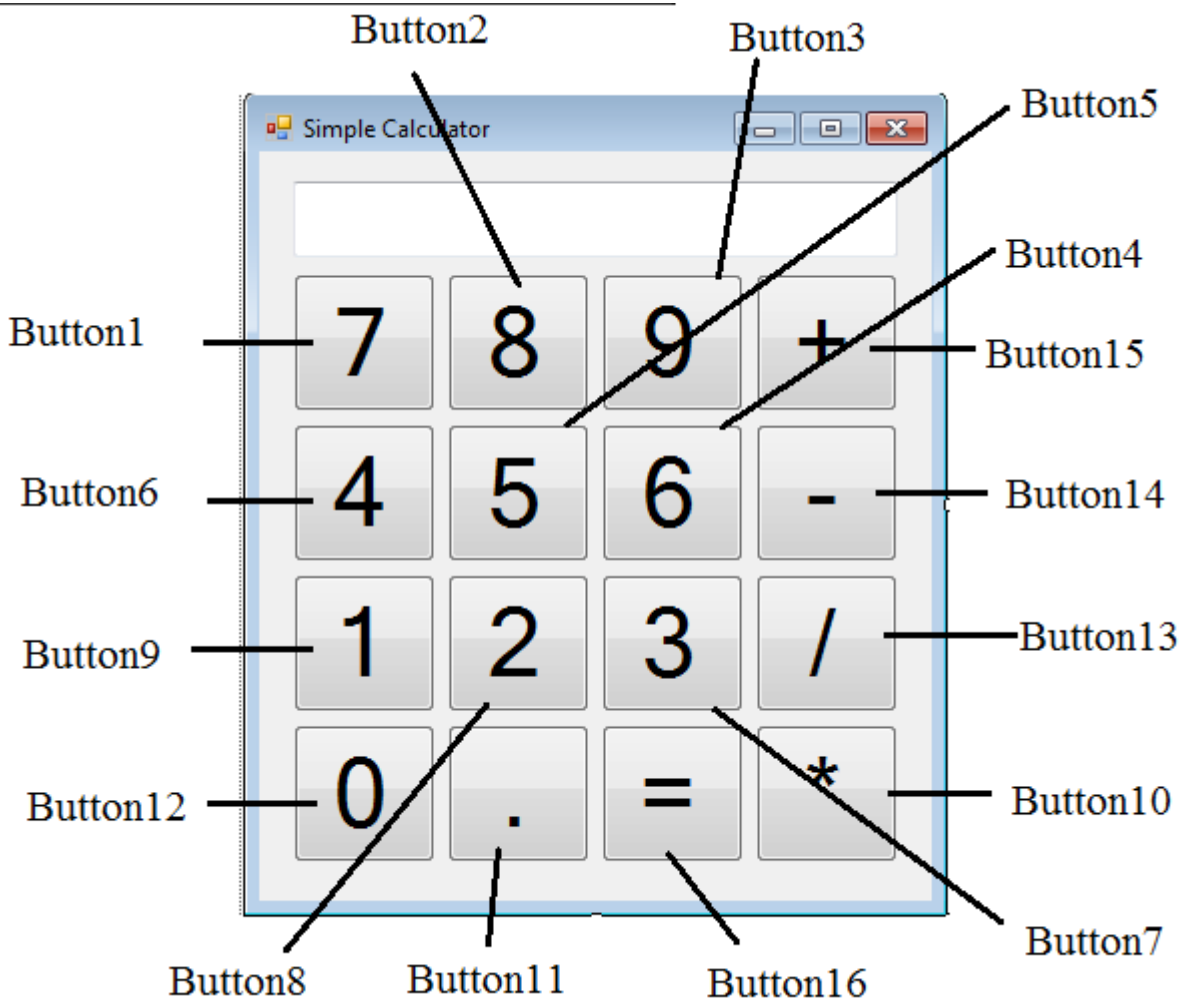 Button2
Button3
Button5
Simple Calculator
Button4
Button1
7 8 9 +
Button15
Button6
4 5 6 -
Button14
Button9
1 2 3 /
Button13
Button12
0 . = *
Button10
Button7
Button8
Button11
Button16